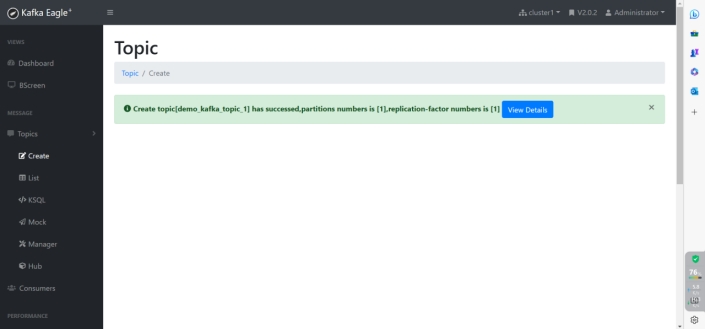 Kafka Eagle+
cluster1
V2.0.2
Administrator
VIEWS
Dashboard
BScreen
MESSAGE
Topics
Create
List
KSQL
Mock
Manager
Hub
Consumers
PERFORMANCE
Topic
Topic / Create
Create topic[demo_kafka_topic_1] has successed,partitions numbers is [1],replication-factor numbers is [1]
View Details
76